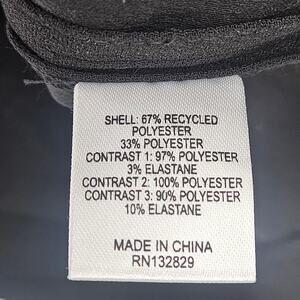 SHELL: 67% RECYCLED
POLYESTER
33% POLYESTER
CONTRAST 1: 97% POLYESTER
3% ELASTANE
CONTRAST 2: 100% POLYESTER
CONTRAST 3: 90% POLYESTER
10% ELASTANE
MADE IN CHINA
RN132829